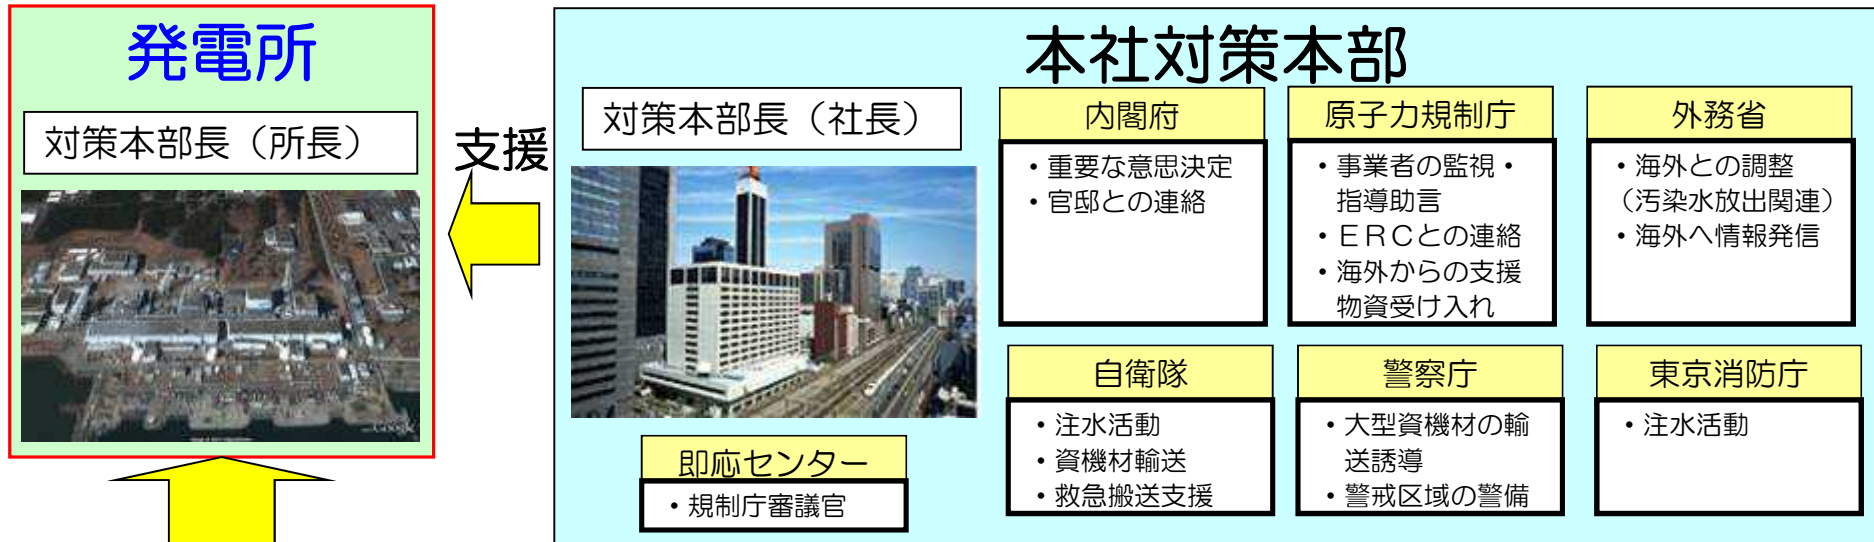 発電所
対策本部長（所長）
支援
本社対策本部
対策本部長（社長）
内閣府
・重要な意思決定
・官邸との連絡
原子力規制庁
・事業者の監視・
指導助言
・ＥＲＣとの連絡
・海外からの支援
物資受け入れ
外務省
・海外との調整
（汚染水放出関連）
・海外へ情報発信
即応センター
・規制庁審議官
自衛隊
・注水活動
・資機材輸送
・救急搬送支援
警察庁
・大型資機材の輸
送誘導
・警戒区域の警備
東京消防庁
・注水活動